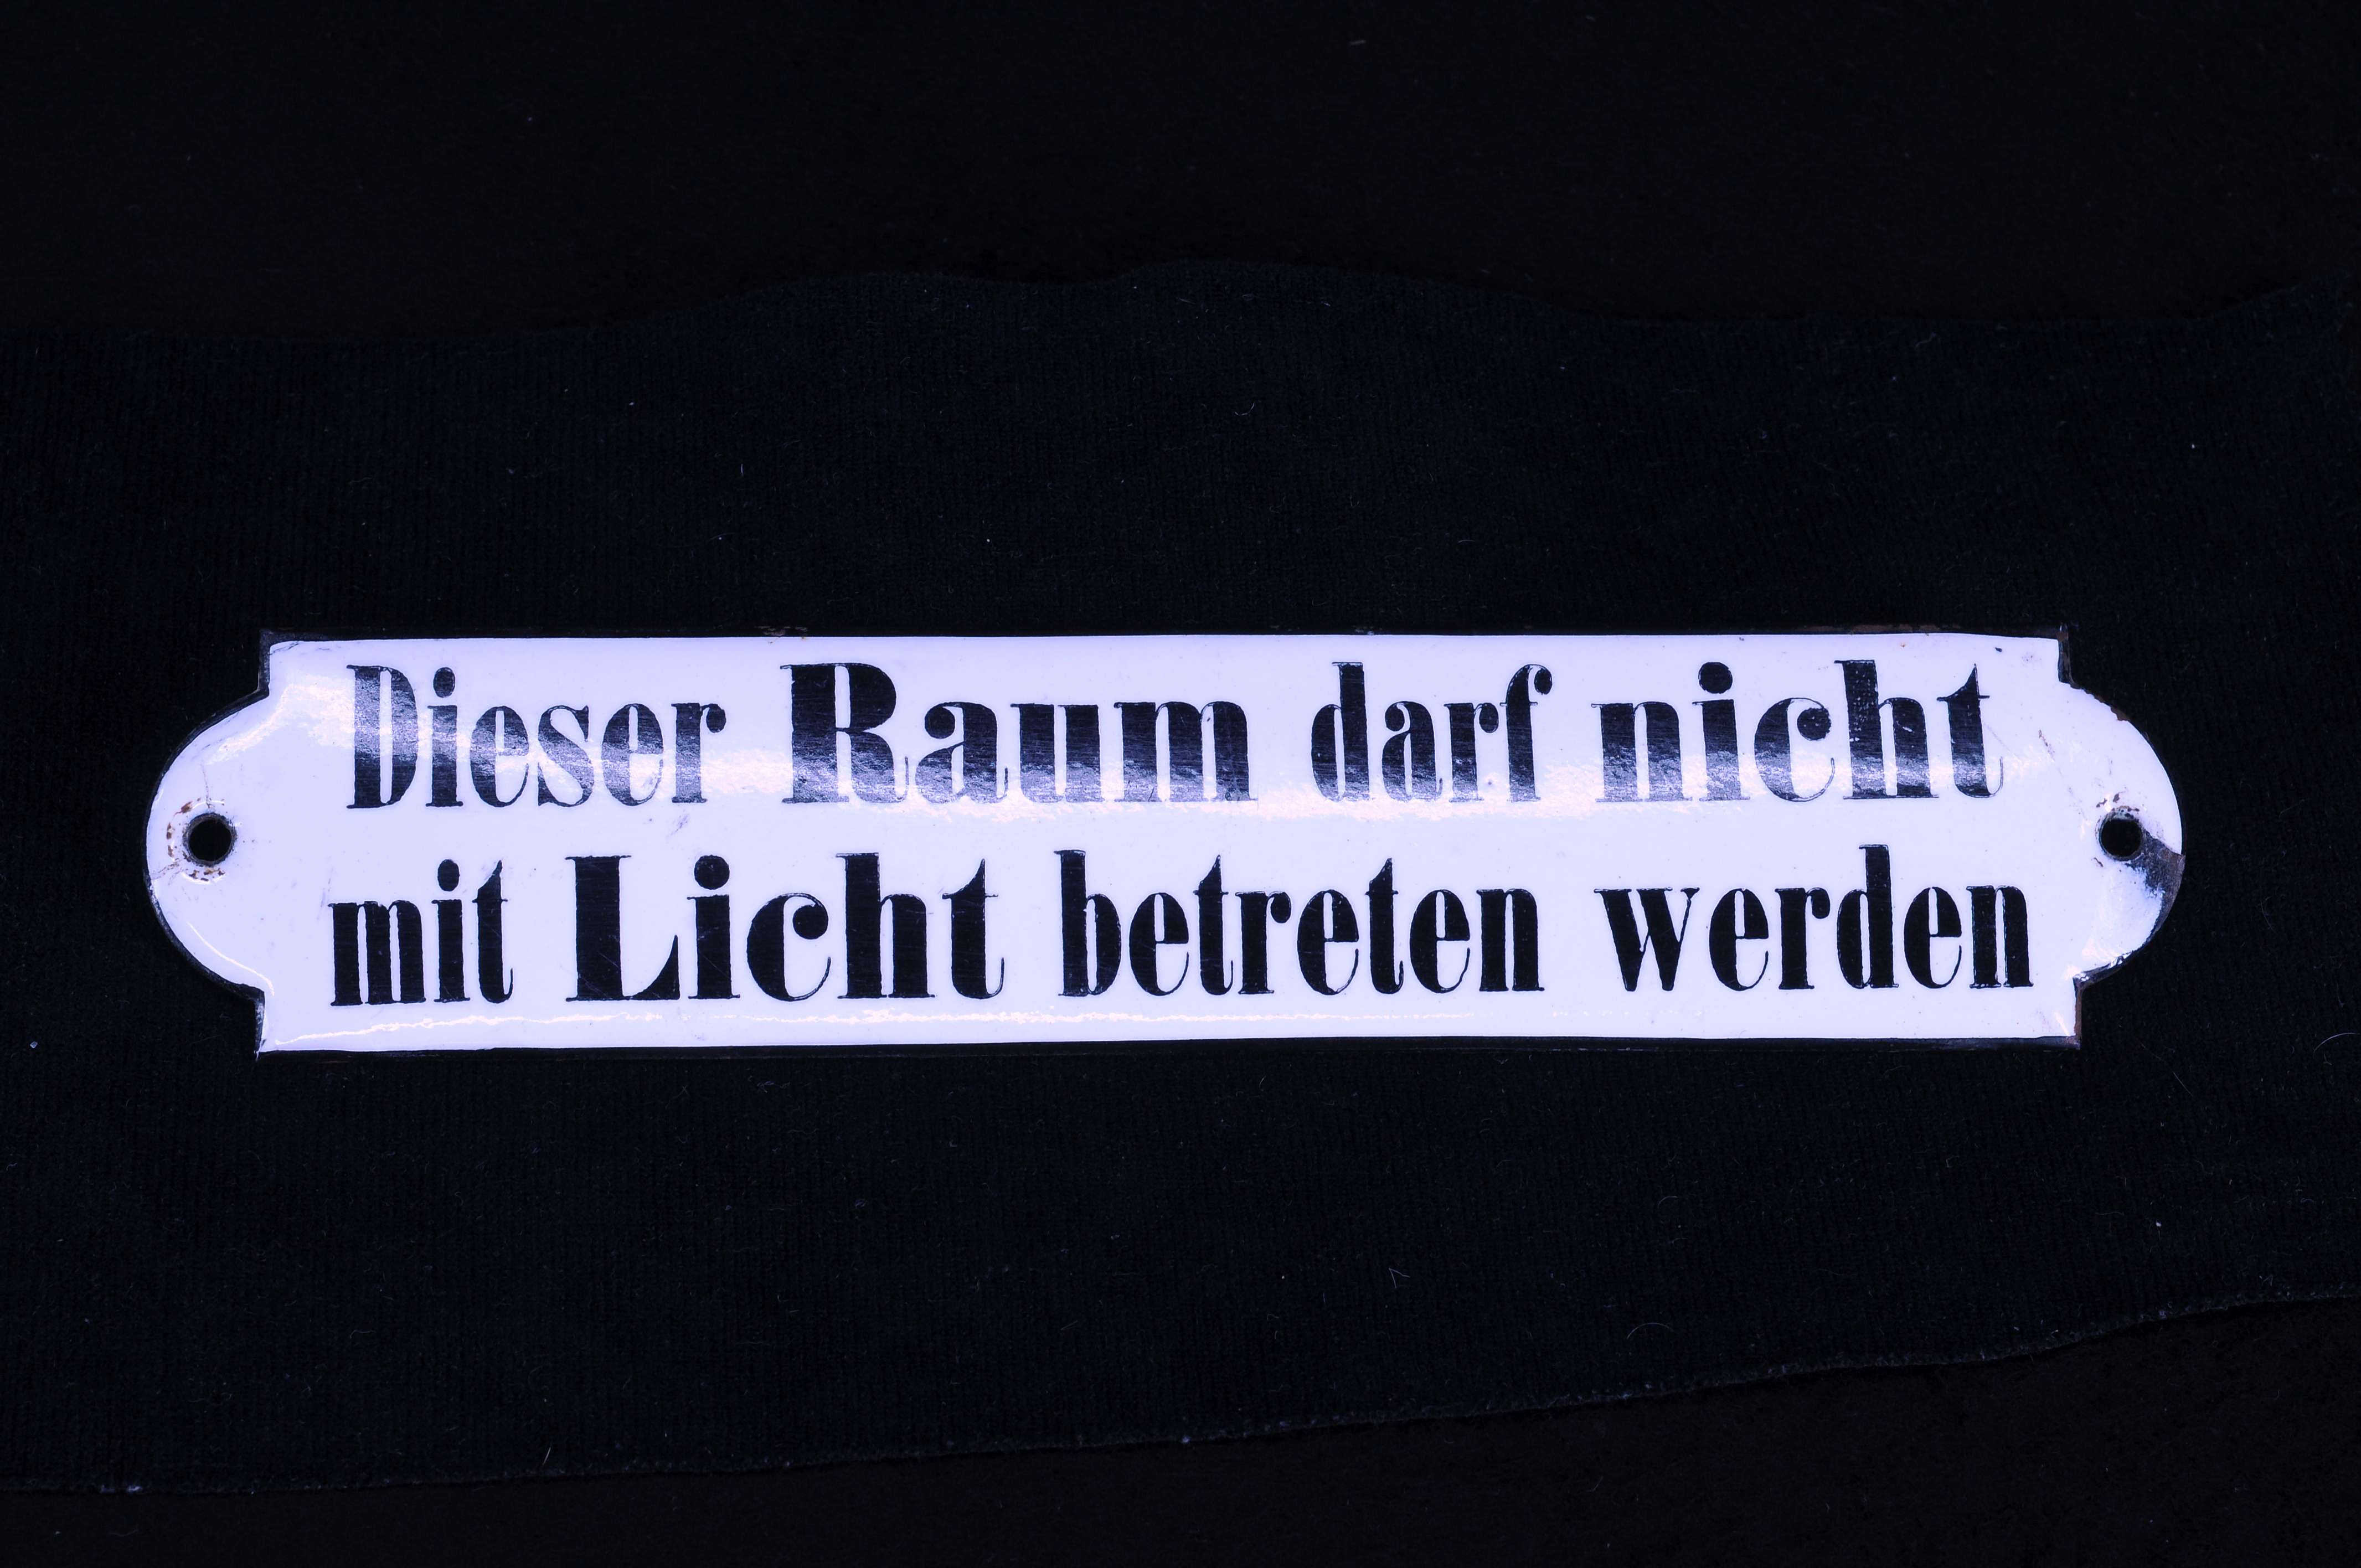 Dieser Raum darf nicht
mit Licht betreten werden